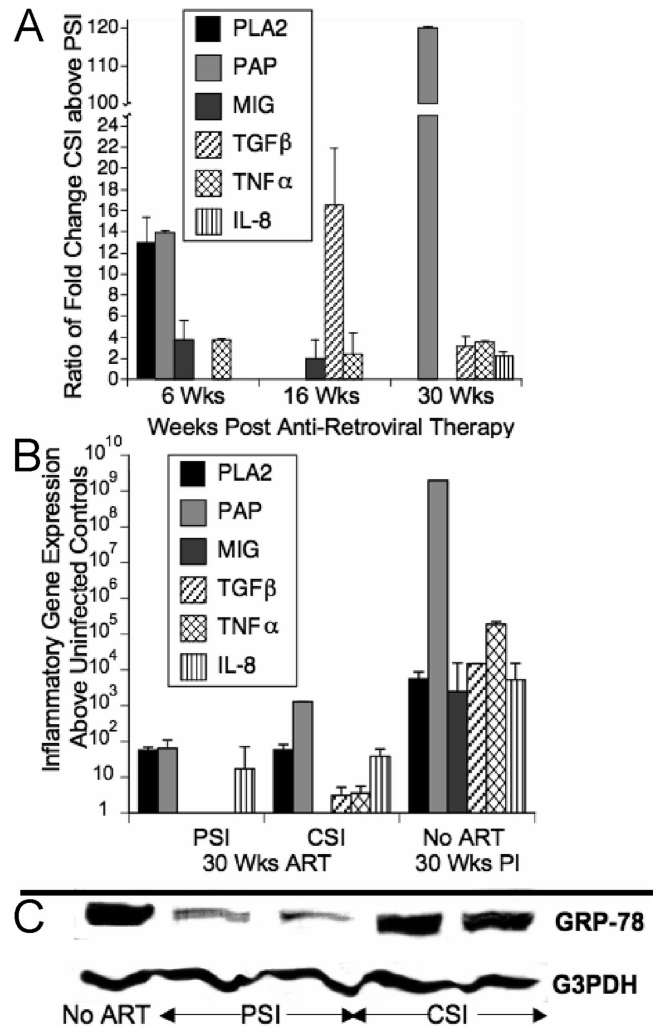 A
Ratio of Fold Change CSI above PSI
120
100
24
22
20
18
16
14
12
10
8
6
4
2
0
PLA2
PAP
MIG
TGFβ
TNFα
IL-8
6 Wks 16 Wks 30 Wks
Weeks Post Anti-Retroviral Therapy
B
Inflammatory Gene Expression
Above Uninfected Controls
10^10
10^9
10^8
10^7
10^6
10^5
10^4
10^3
10^2
10
1
PLA2
PAP
MIG
TGFβ
TNFα
IL-8
PSI CSI No ART
30 Wks ART 30 Wks PI
C
GRP-78
G3PDH
No ART PSI CSI